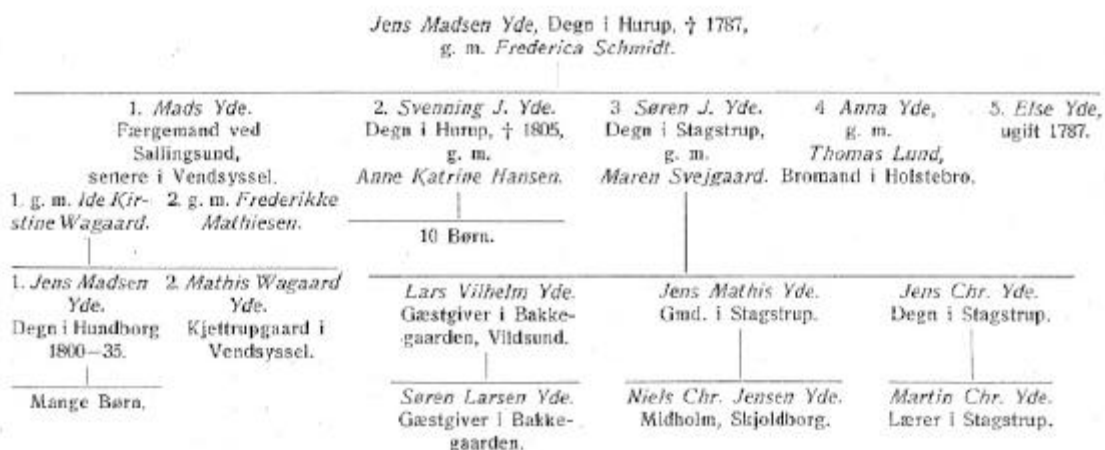 Jens Madsen Yde, Degn i Hurup, † 1787,
g. m. Frederica Schmidt.
1. Mads Yde.
Færgemand ved
Sallingsund,
senere i Vendsyssel.
1. g. m. Ide Kir-
stine Wagaard.
2. g. m. Frederikke
Mathiesen.
2. Svenning J. Yde.
Degn i Hurup, † 1805,
g. m.
Anne Katrine Hansen.
10 Børn.
3 Søren J. Yde.
Degn i Stagstrup,
g. m.
Maren Svejgaard.
4 Anna Yde,
g. m.
Thomas Lund,
Bromand i Holstebro.
5. Else Yde,
ugift 1787.
1. Jens Madsen
Yde.
Degn i Hundborg
1800—35.
Mange Børn.
2. Mathis Wagaard
Yde.
Kjettrupgaard i
Vendsyssel.
Lars Vilhelm Yde.
Gæstgiver i Bakke-
gaarden, Vildsund.
Søren Larsen Yde.
Gæstgiver i Bakke-
gaarden.
Jens Mathis Yde.
Gmd. i Stagstrup.
Niels Chr. Jensen Yde.
Midholm, Skjoldborg.
Jens Chr. Yde.
Degn i Stagstrup.
Martin Chr. Yde.
Lærer i Stagstrup.